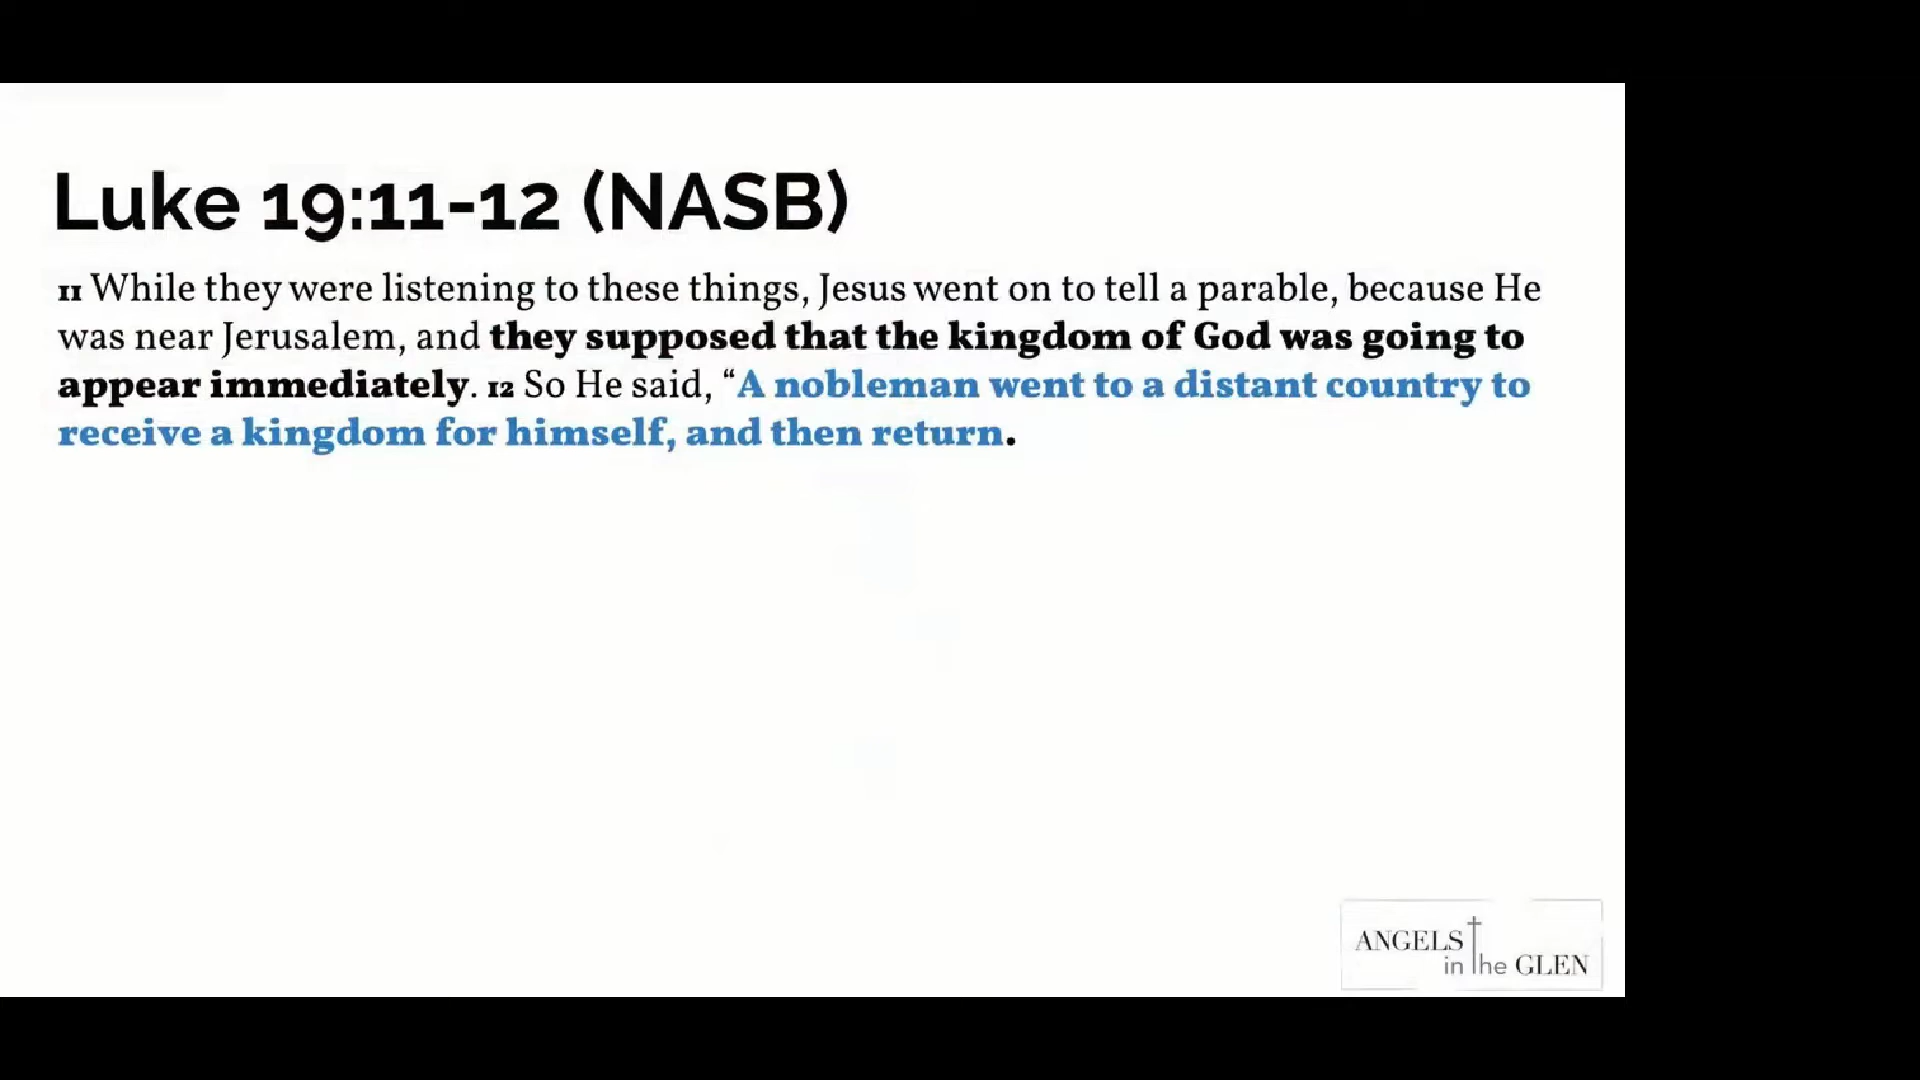 Luke 19:11-12 (NASB)
11 While they were listening to these things, Jesus went on to tell a parable, because He
was near Jerusalem, and they supposed that the kingdom of God was going to
appear immediately. 12 So He said, “A nobleman went to a distant country to
receive a kingdom for himself, and then return.
ANGELS
in the GLEN